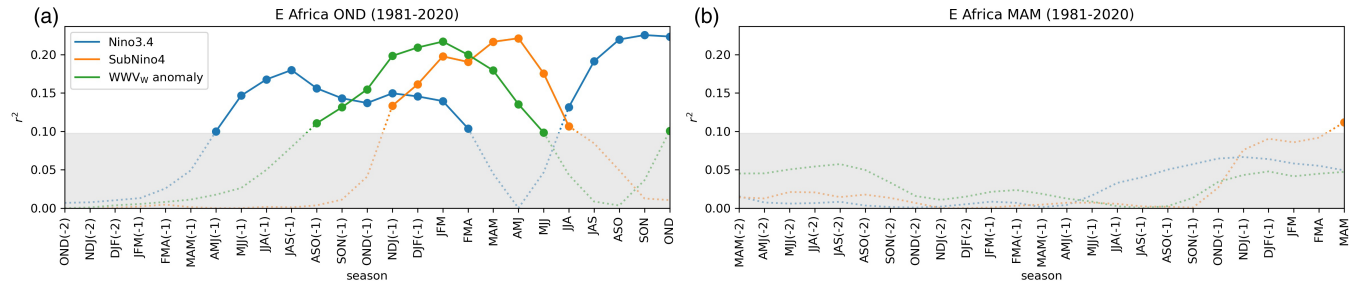 (a)
E Africa OND (1981-2020)
Nino3.4
SubNino4
WWV_W anomaly
r²
0.20
0.15
0.10
0.05
0.00
OND(-2)
NDJ(-2)
DJF(-2)
JFM(-1)
FMA(-1)
MAM(-1)
AMJ(-1)
MJJ(-1)
JJA(-1)
JAS(-1)
ASO(-1)
SON(-1)
OND(-1)
NDJ(-1)
DJF(-1)
JFM
FMA
MAM
AMJ
MJJ
JJA
JAS
ASO
SON
OND
season
(b)
E Africa MAM (1981-2020)
r²
0.20
0.15
0.10
0.05
0.00
MAM(-2)
AMJ(-2)
MJJ(-2)
JJA(-2)
JAS(-2)
ASO(-2)
SON(-2)
OND(-2)
NDJ(-2)
DJF(-2)
JFM(-1)
FMA(-1)
MAM(-1)
AMJ(-1)
MJJ(-1)
JJA(-1)
JAS(-1)
ASO(-1)
SON(-1)
OND(-1)
NDJ(-1)
DJF(-1)
JFM
FMA
MAM
season